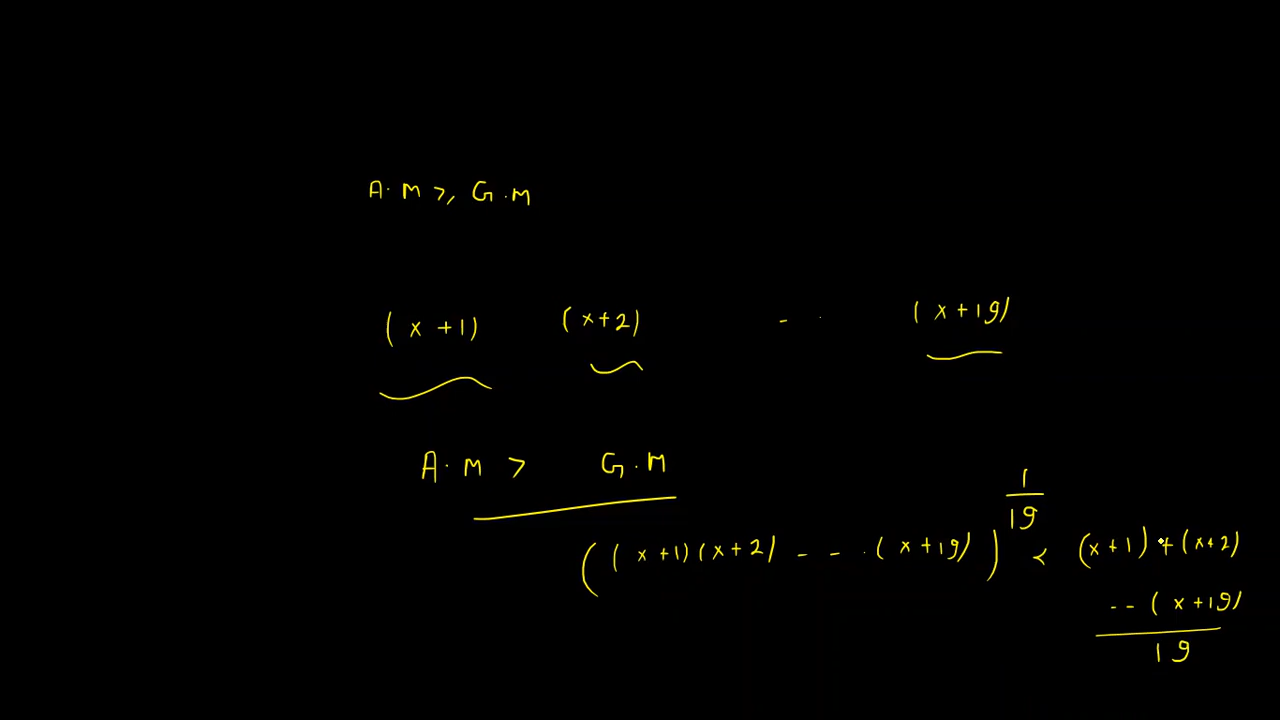 A.M ≥ G.M
(x+1) (x+2) - . (x+19)
A.M > G.M
((x+1)(x+2) - - . (x+19))^(1/19) < (x+1) + (x+2)
-- (x+19)
19